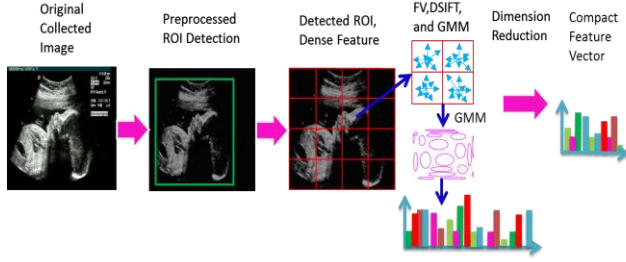 Original
Collected
Image
Preprocessed
ROI Detection
Detected ROI,
Dense Feature
FV,DSIFT,
and GMM
Dimension
Reduction
Compact
Feature
Vector
GMM